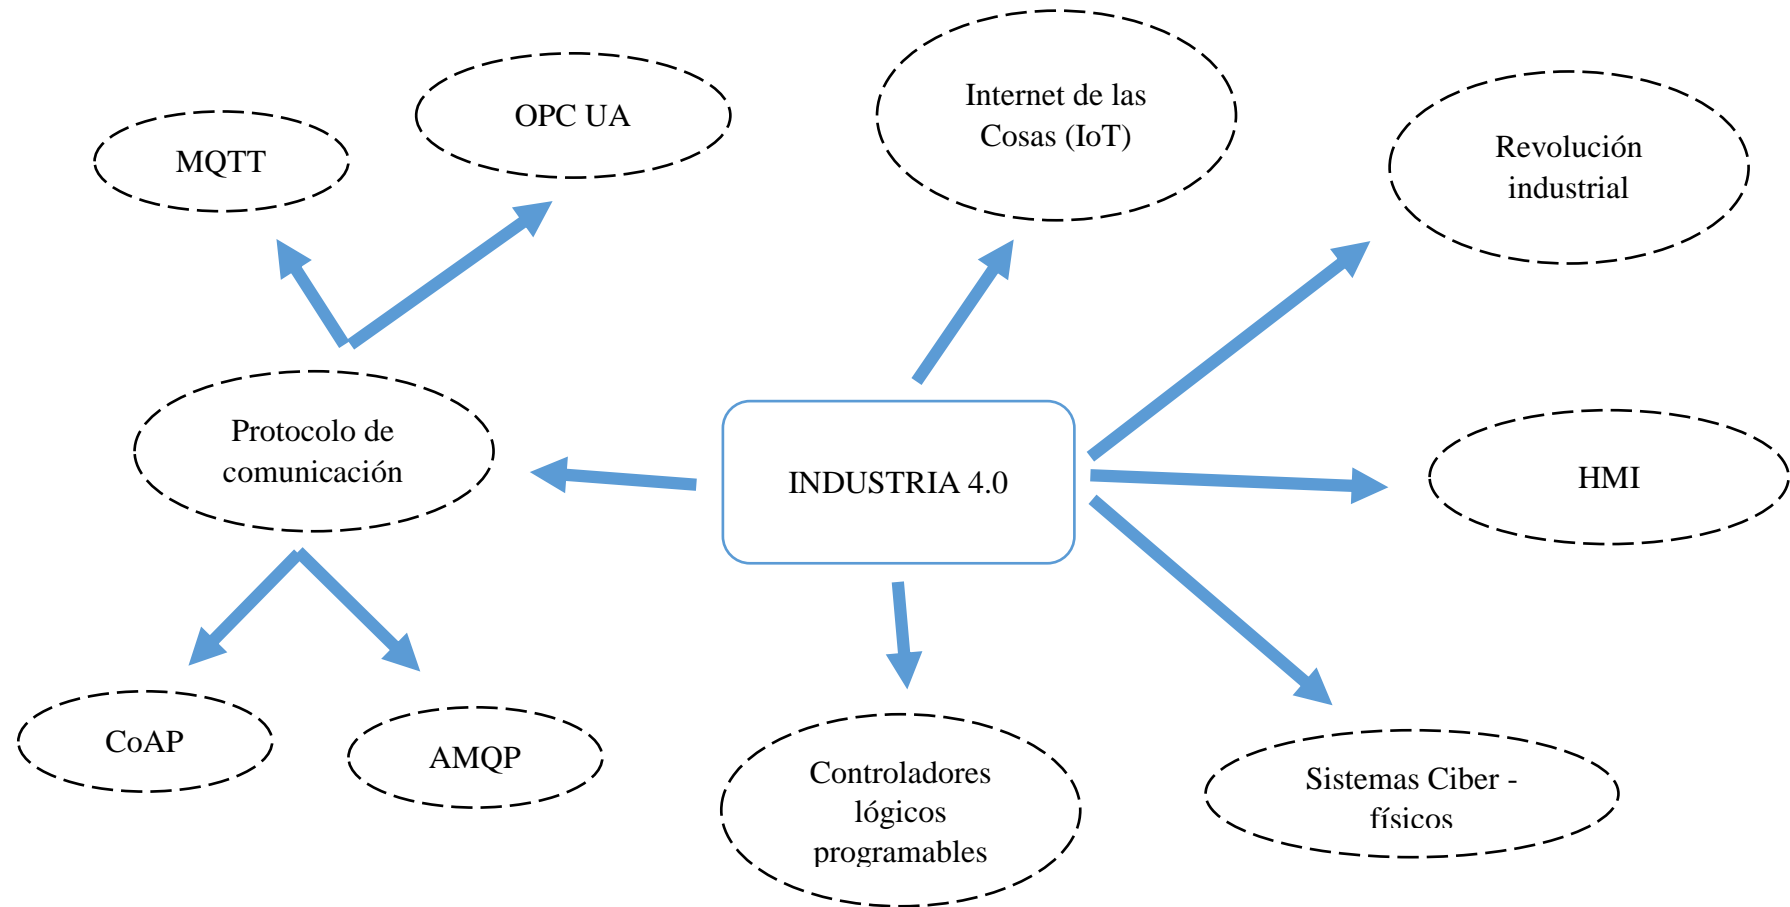 OPC UA
MQTT
Internet de las
Cosas (IoT)
Revolución
industrial
Protocolo de
comunicación
INDUSTRIA 4.0
HMI
CoAP
AMQP
Controladores
lógicos
programables
Sistemas Ciber -
físicos